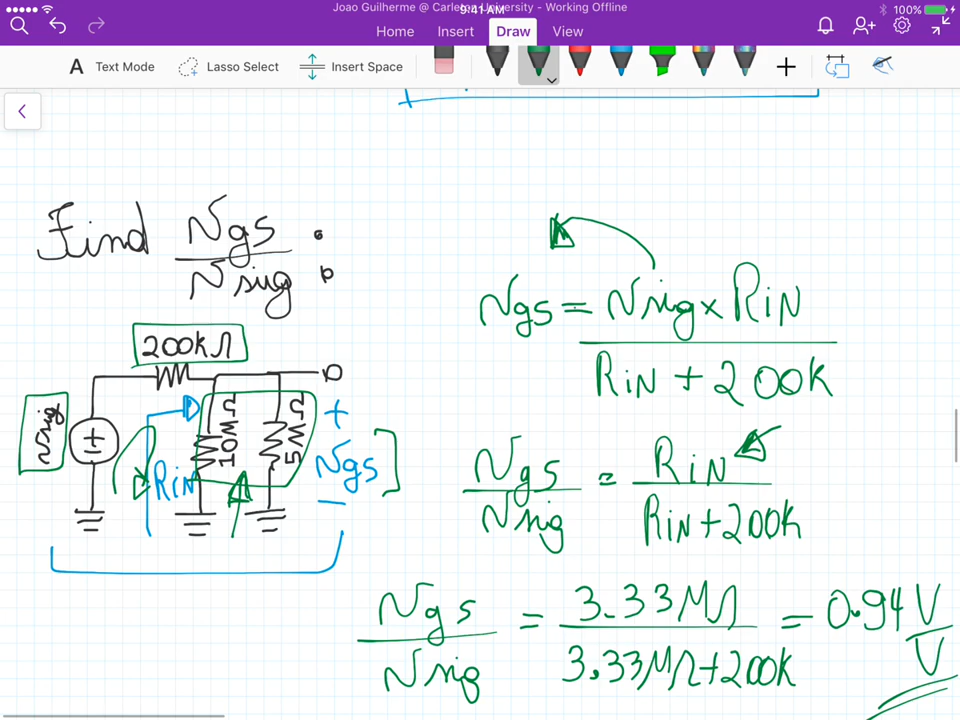 Joao Guilherme @ Carleton University - Working Offline
9:41 AM
100%
Home Insert Draw View
Text Mode Lasso Select Insert Space
Find Vgs
Vsig
200kΩ
Vsig
10MΩ
5MΩ
Rin
+
Vgs
−
Vgs = Vsig x Rin
Rin + 200k
Vgs = Rin
Vsig Rin + 200k
Vgs = 3.33MΩ = 0.94 V
Vsig 3.33MΩ + 200k V